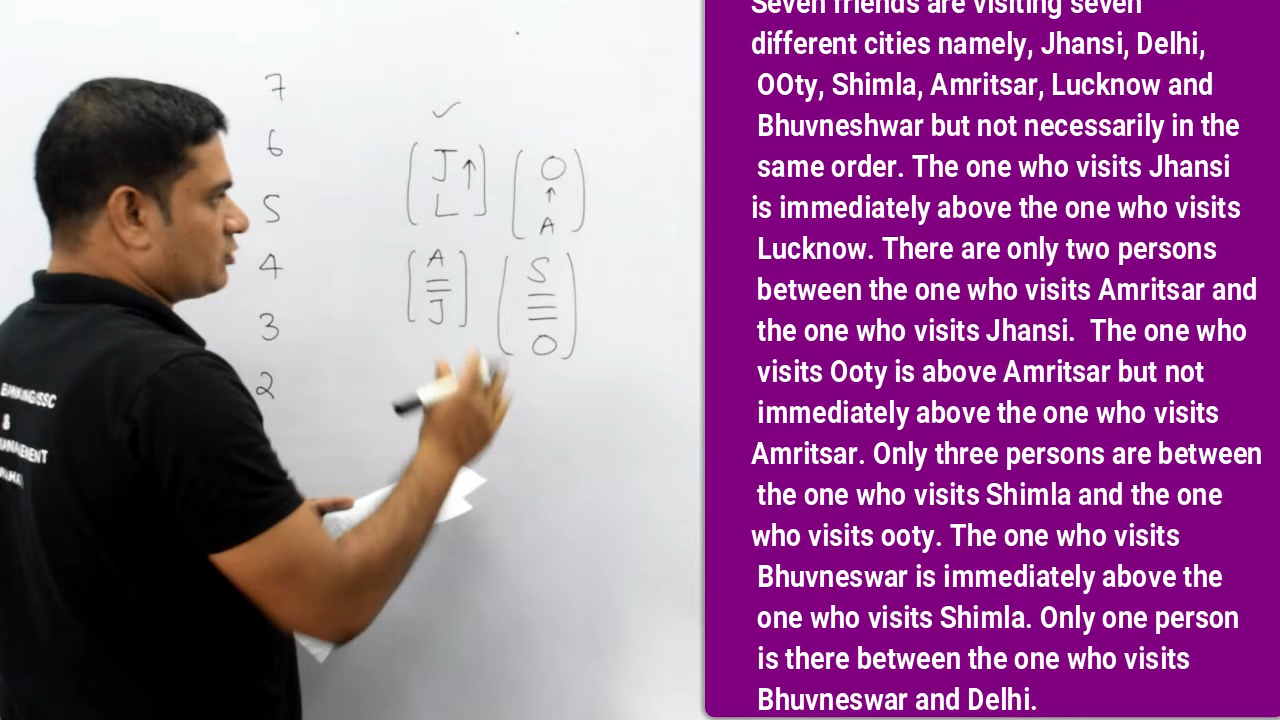 Seven friends are visiting seven
different cities namely, Jhansi, Delhi,
OOty, Shimla, Amritsar, Lucknow and
Bhuvneshwar but not necessarily in the
same order. The one who visits Jhansi
is immediately above the one who visits
Lucknow. There are only two persons
between the one who visits Amritsar and
the one who visits Jhansi. The one who
visits Ooty is above Amritsar but not
immediately above the one who visits
Amritsar. Only three persons are between
the one who visits Shimla and the one
who visits ooty. The one who visits
Bhuvneswar is immediately above the
one who visits Shimla. Only one person
is there between the one who visits
Bhuvneswar and Delhi.
7
6
5
4
3
2
✓
J ↑
L
O
↑
A
A
J
S
O
BANKING/SSC
&